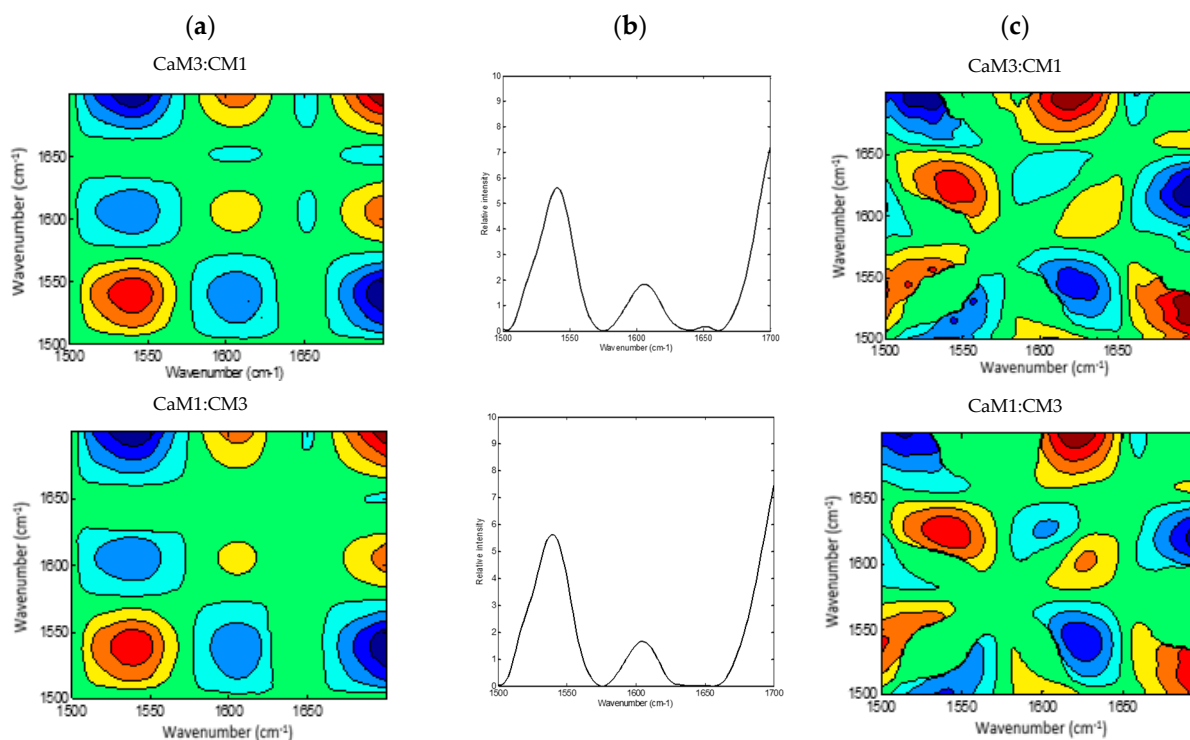 (a) (b) (c)
CaM3:CM1
1650
1600
1550
1500
Wavenumber (cm⁻¹)
1500 1550 1600 1650
Wavenumber (cm-1)
10
9
8
7
6
5
4
3
2
1
0
Relative intensity
1500 1550 1600 1650 1700
Wavenumber (cm-1)
CaM3:CM1
1650
1600
1550
1500
Wavenumber (cm⁻¹)
1500 1550 1600 1650
Wavenumber (cm⁻¹)
CaM1:CM3
1650
1600
1550
1500
Wavenumber (cm⁻¹)
1500 1550 1600 1650
Wavenumber (cm⁻¹)
10
9
8
7
6
5
4
3
2
1
0
Relative intensity
1500 1550 1600 1650 1700
Wavenumber (cm-1)
CaM1:CM3
1650
1600
1550
1500
Wavenumber (cm⁻¹)
1500 1550 1600 1650
Wavenumber (cm⁻¹)